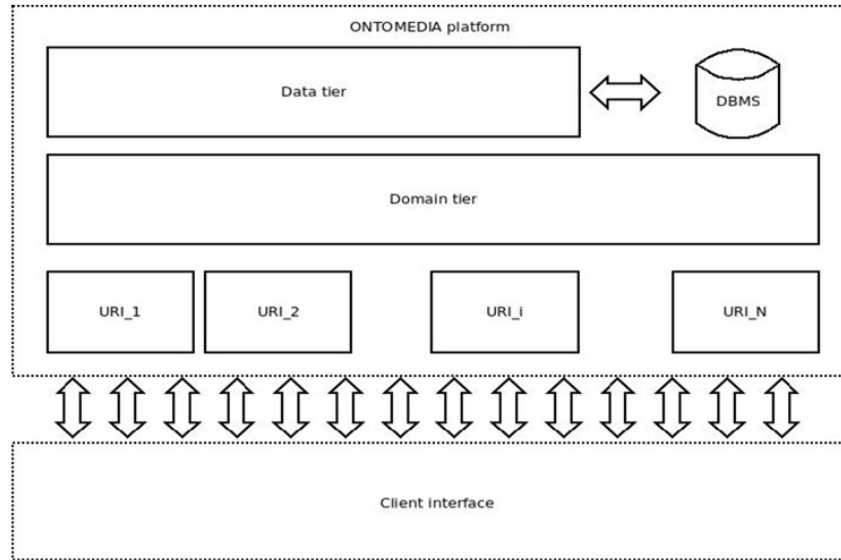 ONTOMEDIA platform
Data tier
DBMS
Domain tier
URI_1
URI_2
URI_i
URI_N
Client interface